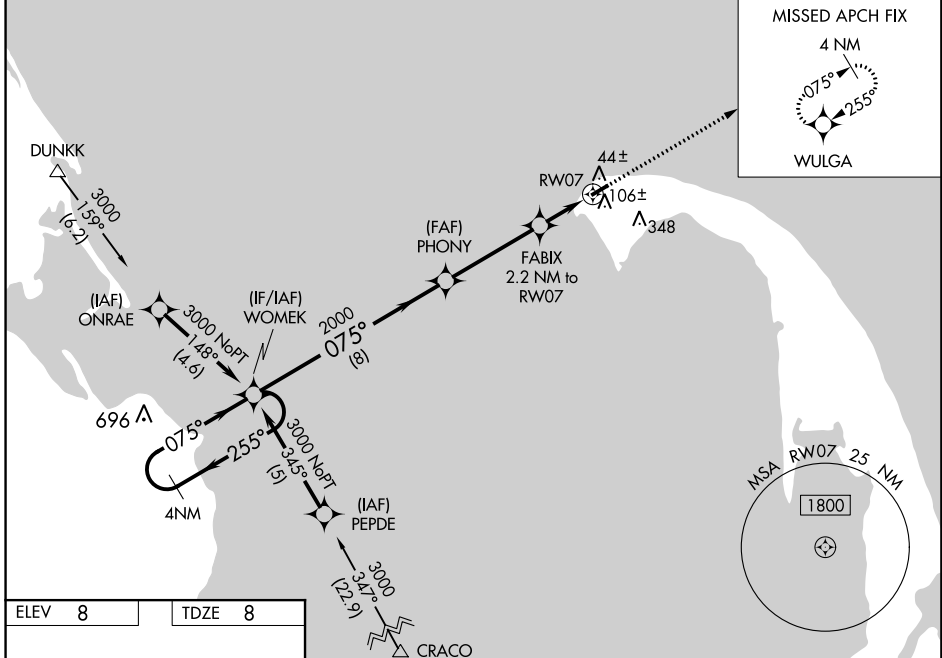 MISSED APCH FIX
4 NM
075°
255°
WULGA
DUNKK
3000
159°
(6.2)
44±
RW07
106±
348
(FAF)
PHONY
FABIX
2.2 NM to
RW07
(IAF)
ONRAE
3000 NoPT
148°
(4.6)
(IF/IAF)
WOMEK
2000
075°
(8)
696
075°
255°
4NM
3000 NoPT
345°
(5)
(IAF)
PEPDE
3000
347°
(22.9)
CRACO
MSA RW07 25 NM
1800
ELEV 8
TDZE 8